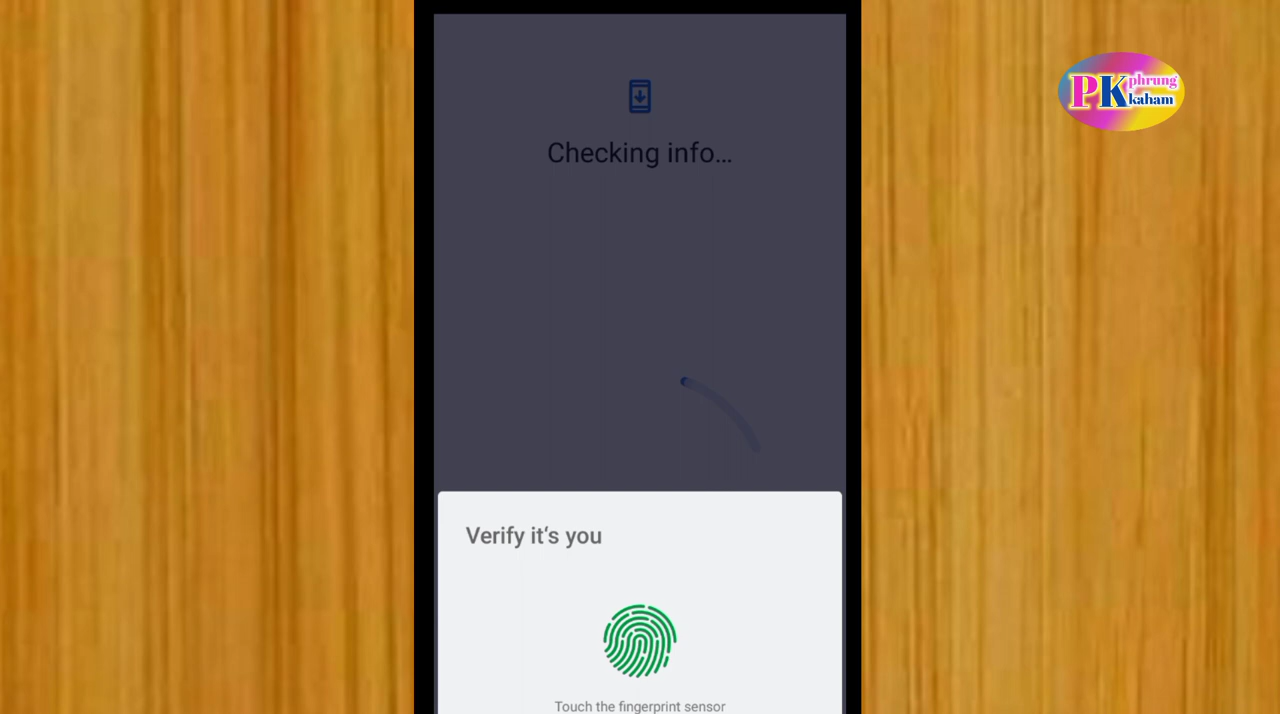 Checking info…
PK phrung
kaham
Verify it's you
Touch the fingerprint sensor